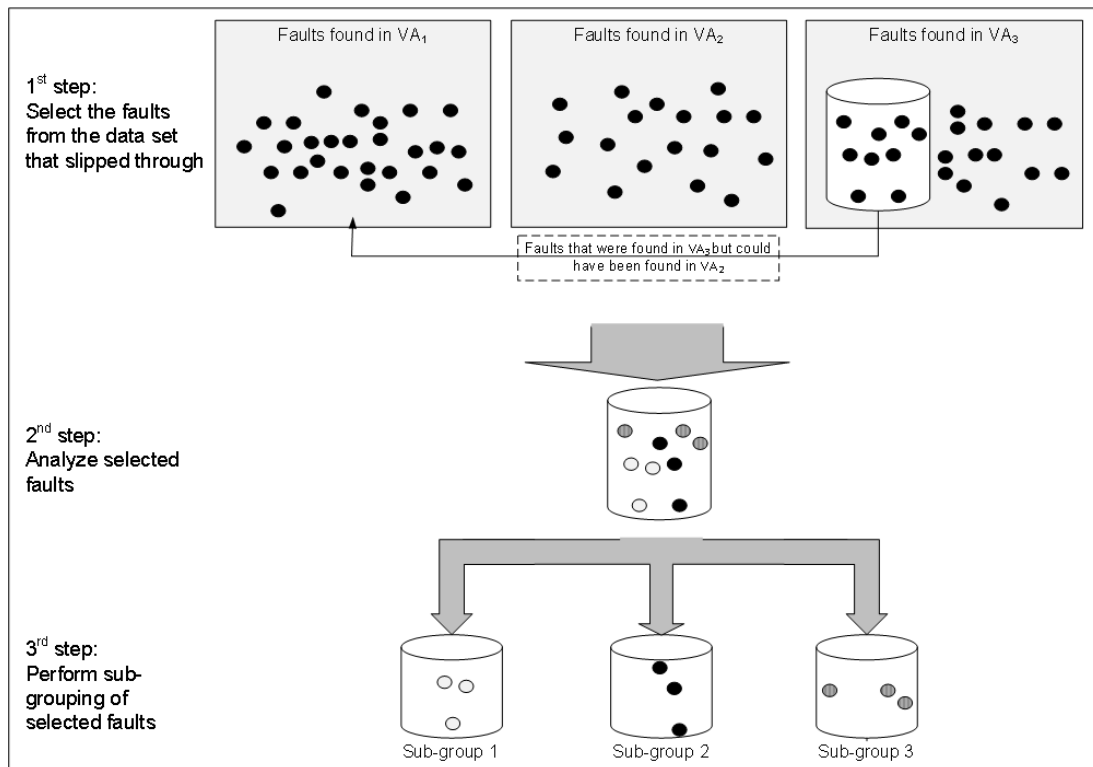 Faults found in VA₁
Faults found in VA₂
Faults found in VA₃
1ˢᵗ step:
Select the faults
from the data set
that slipped through
Faults that were found in VA₃but could
have been found in VA₂
2ⁿᵈ step:
Analyze selected
faults
3ʳᵈ step:
Perform sub-
grouping of
selected faults
Sub-group 1
Sub-group 2
Sub-group 3